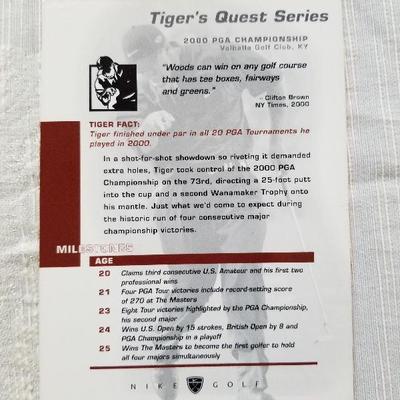 Tiger's Quest Series
2000 PGA CHAMPIONSHIP
Valhalla Golf Club, KY
"Woods can win on any golf course
that has tee boxes, fairways
and greens."
- Clifton Brown
NY Times, 2000
TIGER FACT:
Tiger finished under par in all 20 PGA Tournaments he
played in 2000.
In a shot-for-shot showdown so riveting it demanded
extra holes, Tiger took control of the 2000 PGA
Championship on the 73rd, directing a 25-foot putt
into the cup and a second Wanamaker Trophy onto
his mantle. Just what we'd come to expect during
the historic run of four consecutive major
championship victories.
MILESTONES
AGE
20 Claims third consecutive U.S. Amateur and his first two
professional wins
21 Four PGA Tour victories include record-setting score
of 270 at The Masters
23 Eight Tour victories highlighted by the PGA Championship,
his second major
24 Wins U.S. Open by 15 strokes, British Open by 8 and
PGA Championship in a playoff
25 Wins The Masters to become the first golfer to hold
all four majors simultaneously
NIKE GOLF